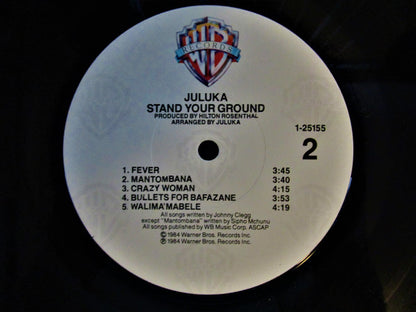 WB
RECORDS
JULUKA
STAND YOUR GROUND
PRODUCED BY HILTON ROSENTHAL
ARRANGED BY JULUKA
1-25155
2
1. FEVER 3:45
2. MANTOMBANA 3:40
3. CRAZY WOMAN 4:15
4. BULLETS FOR BAFAZANE 3:53
5 WALIMA'MABELE 4:19
All songs written by Johnny Clegg
except "Mantombana" written by Sipho Mchunu
All songs published by WB Music Corp. ASCAP
© 1984 Warner Bros. Records Inc.
℗ 1984 Warner Bros. Records Inc.